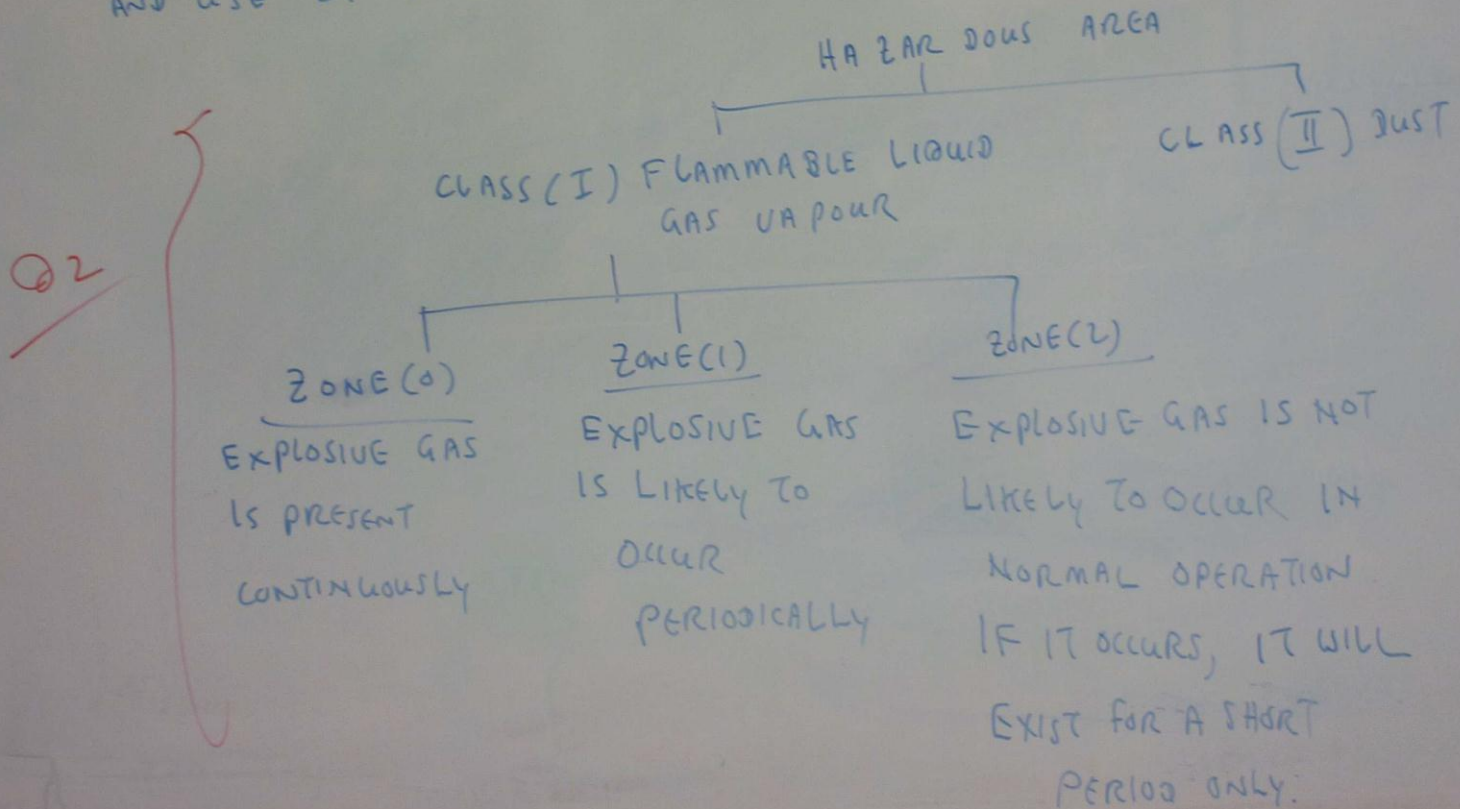 AND USE
HAZARDOUS AREA
CLASS (I) FLAMMABLE LIQUID
GAS VAPOUR
CLASS (II) DUST
Q2
ZONE (0)
EXPLOSIVE GAS
IS PRESENT
CONTINUOUSLY
ZONE (1)
EXPLOSIVE GAS
IS LIKELY TO
OCCUR
PERIODICALLY
ZONE (2)
EXPLOSIVE GAS IS NOT
LIKELY TO OCCUR IN
NORMAL OPERATION
IF IT OCCURS, IT WILL
EXIST FOR A SHORT
PERIOD ONLY.